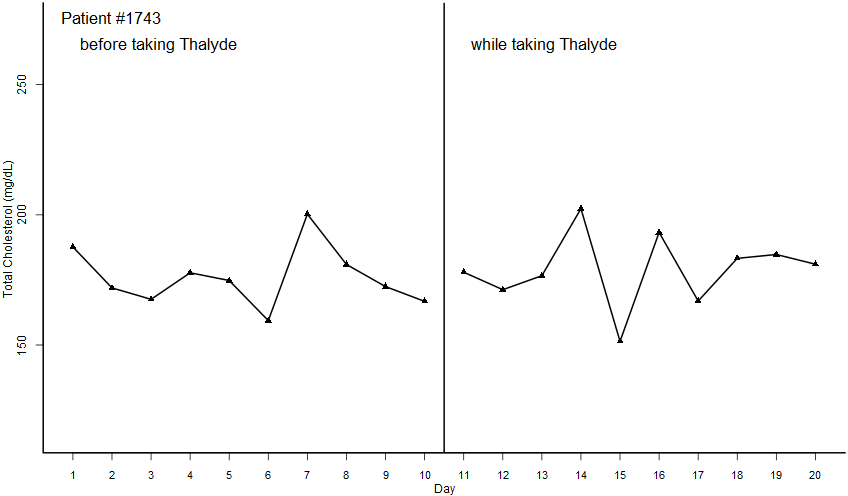 Patient #1743
before taking Thalyde
while taking Thalyde
Total Cholesterol (mg/dL)
250
200
150
1 2 3 4 5 6 7 8 9 10 11 12 13 14 15 16 17 18 19 20
Day